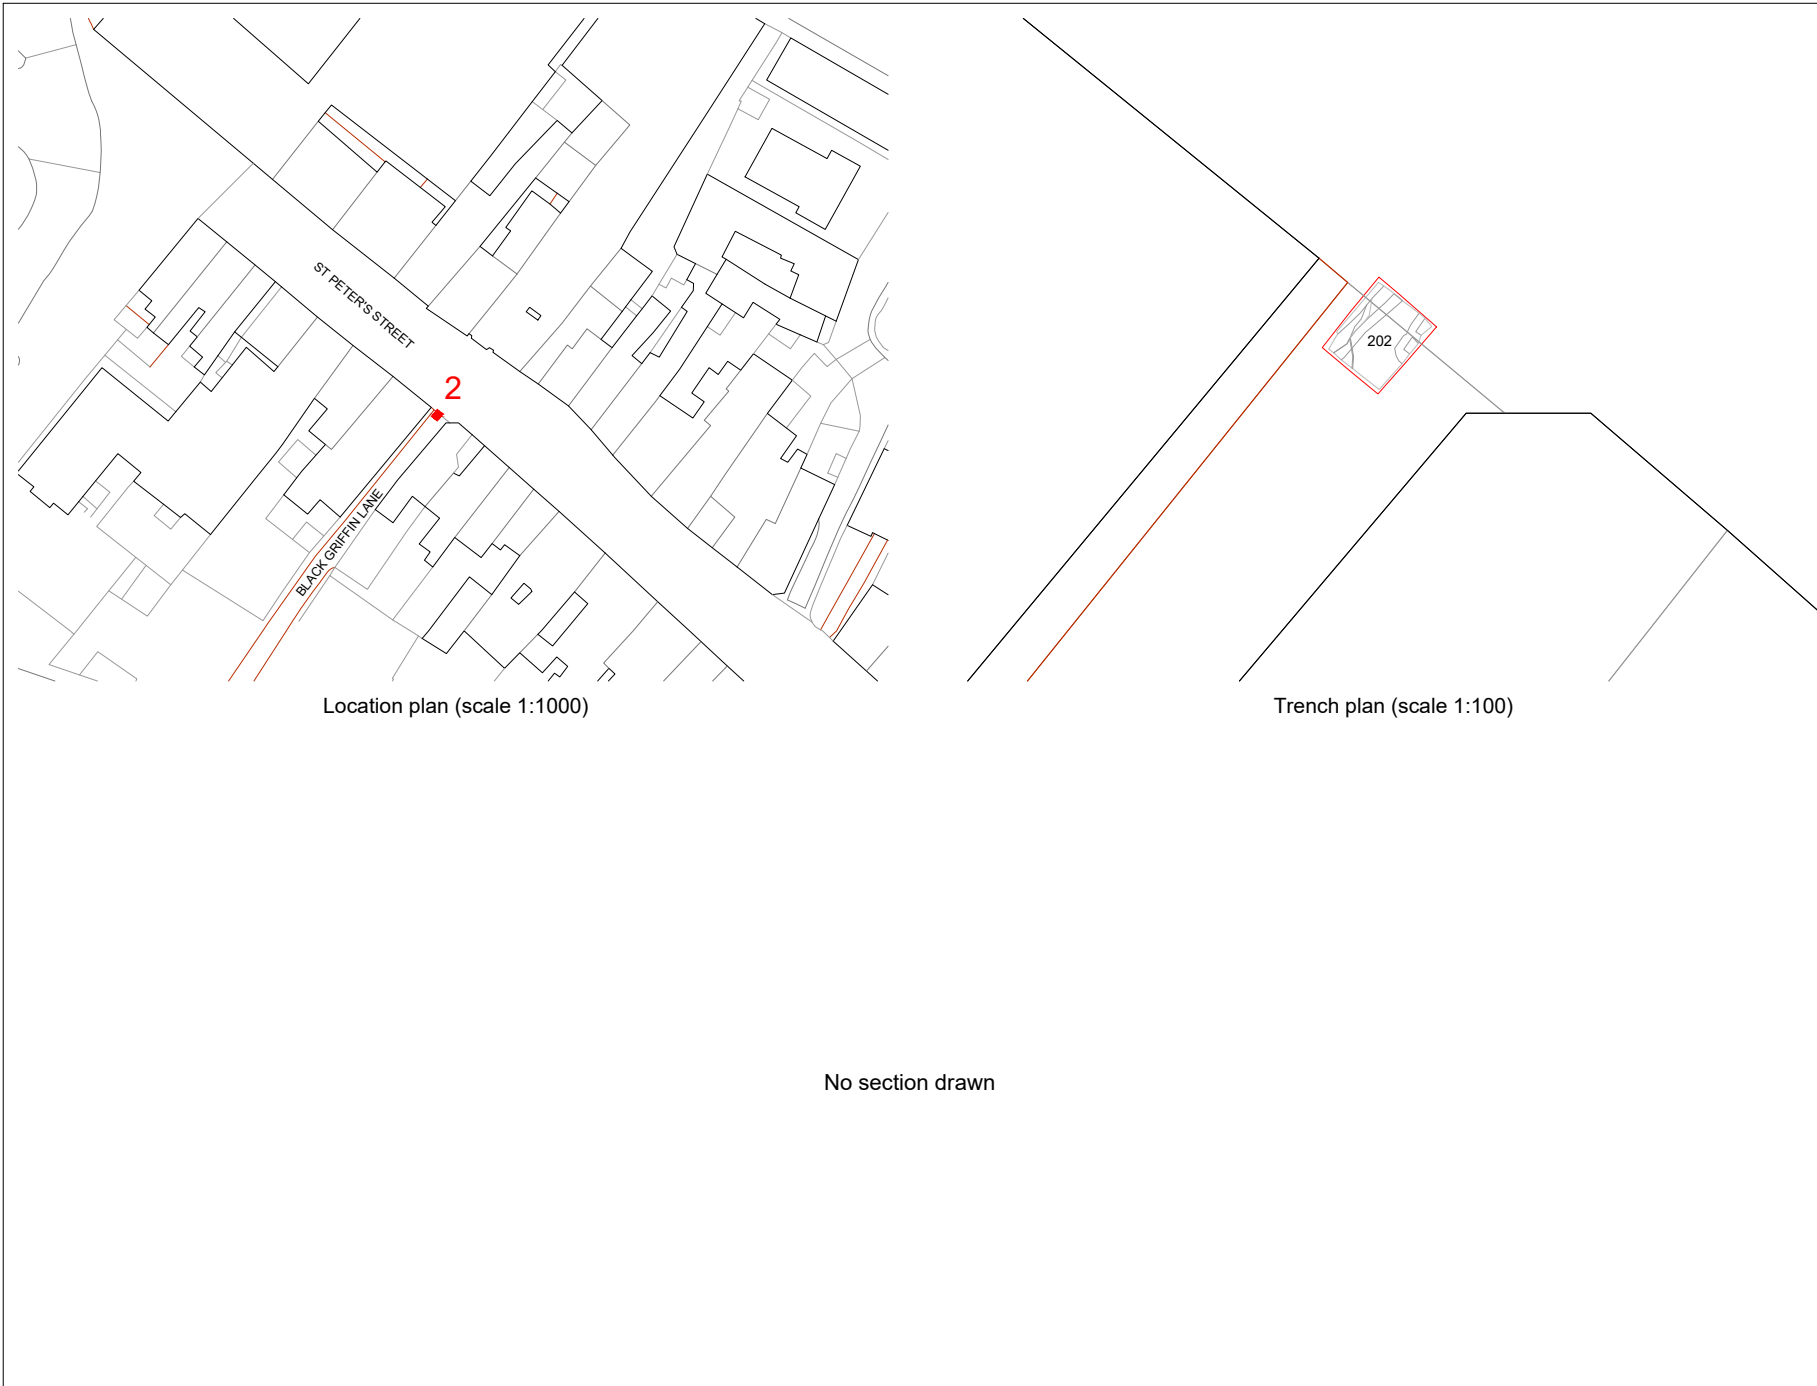 ST PETER'S STREET
2
BLACK GRIFFIN LANE
Location plan (scale 1:1000)
202
Trench plan (scale 1:100)
No section drawn